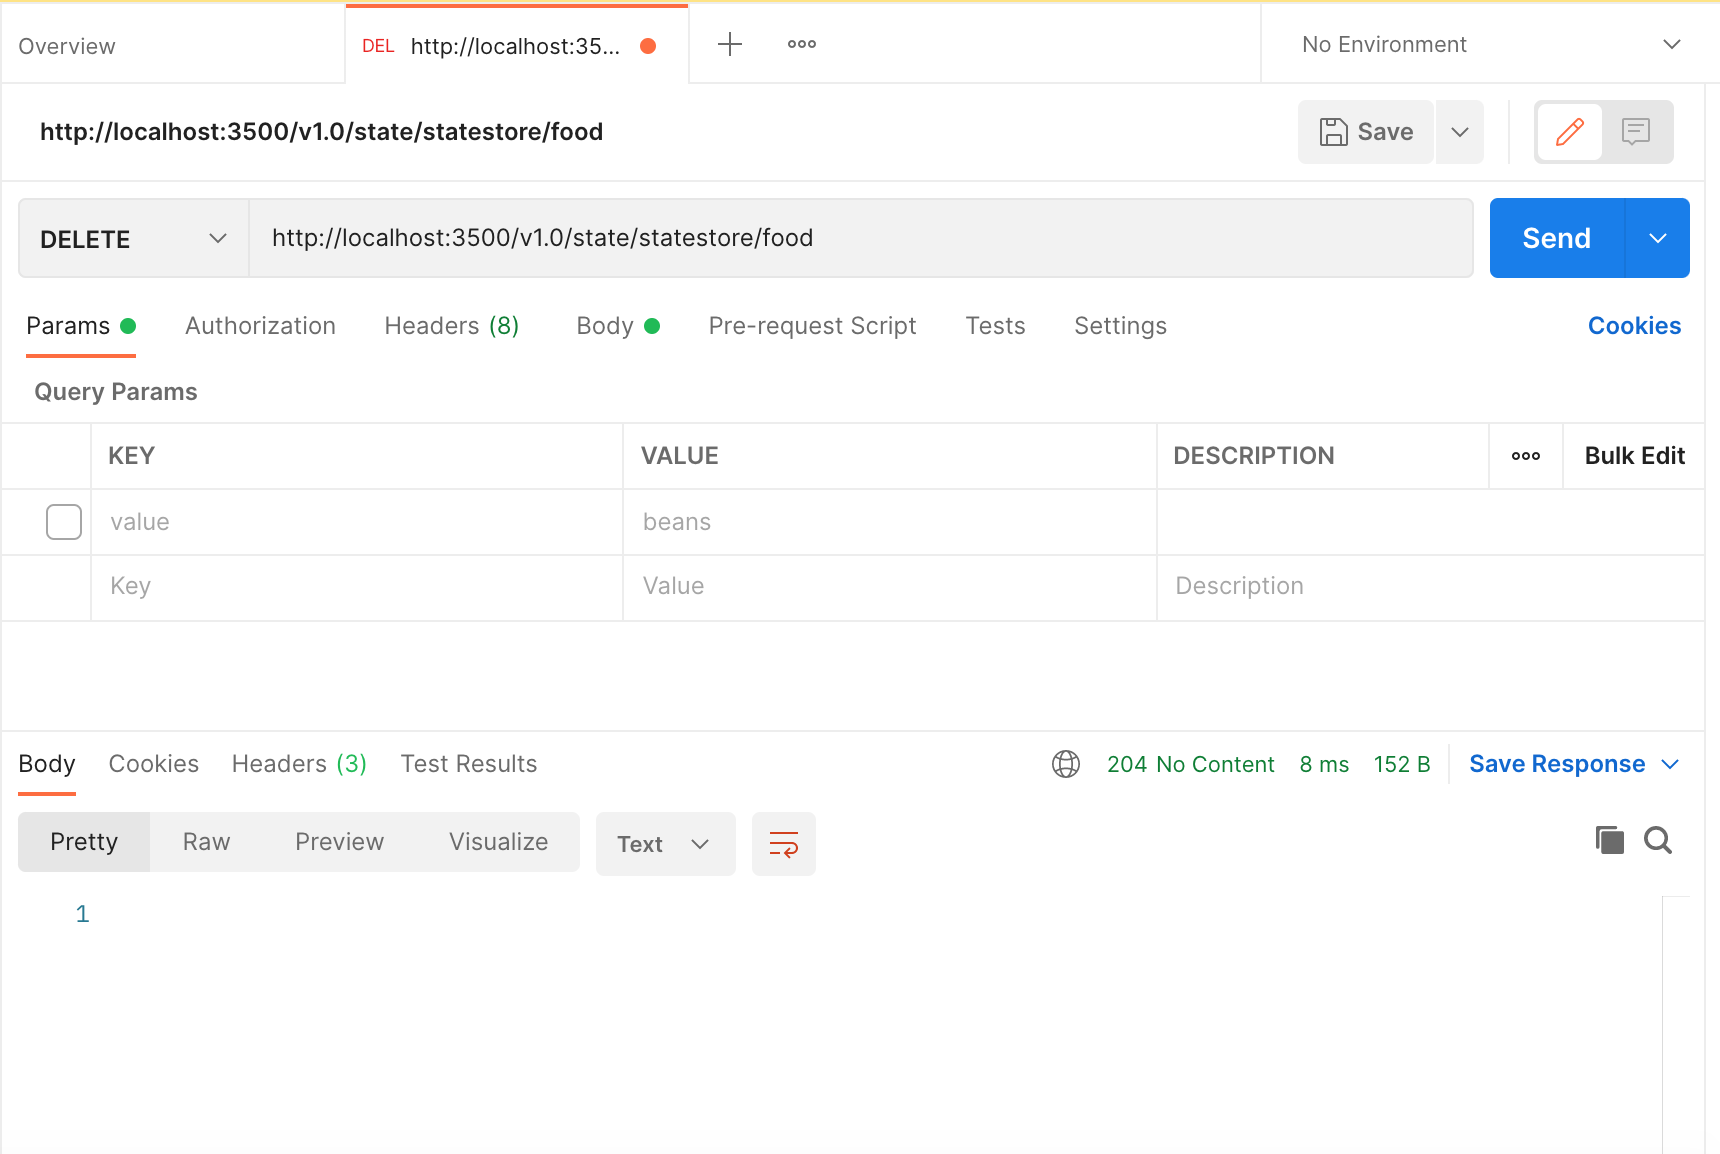 Overview DEL http://localhost:35... No Environment
http://localhost:3500/v1.0/state/statestore/food Save
DELETE http://localhost:3500/v1.0/state/statestore/food Send
Params Authorization Headers (8) Body Pre-request Script Tests Settings Cookies
Query Params
KEY VALUE DESCRIPTION Bulk Edit
value beans
Key Value Description
Body Cookies Headers (3) Test Results 204 No Content 8 ms 152 B Save Response
Pretty Raw Preview Visualize Text
1